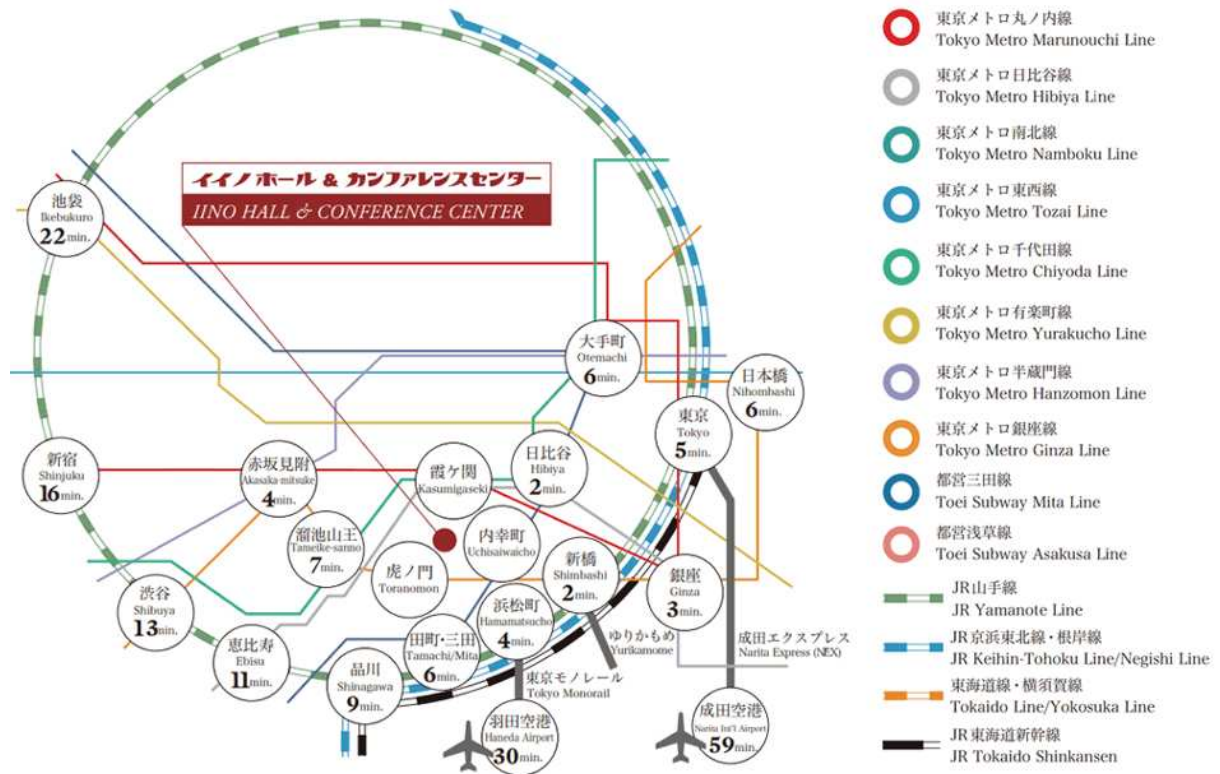 イイノホール & カンファレンスセンター
IINO HALL & CONFERENCE CENTER
池袋
Ikebukuro
22min.
大手町
Otemachi
6min.
日本橋
Nihombashi
6min.
東京
Tokyo
5min.
新宿
Shinjuku
16min.
赤坂見附
Akasaka-mitsuke
4min.
霞ケ関
Kasumigaseki
日比谷
Hibiya
2min.
溜池山王
Tameike-sanno
7min.
内幸町
Uchisaiwaicho
虎ノ門
Toranomon
新橋
Shimbashi
2min.
銀座
Ginza
3min.
渋谷
Shibuya
13min.
浜松町
Hamamatsucho
4min.
恵比寿
Ebisu
11min.
田町・三田
Tamachi/Mita
6min.
品川
Shinagawa
9min.
ゆりかもめ
Yurikamome
成田エクスプレス
Narita Express (NEX)
東京モノレール
Tokyo Monorail
羽田空港
Haneda Airport
30min.
成田空港
Narita Int'l Airport
59min.
東京メトロ丸ノ内線
Tokyo Metro Marunouchi Line
東京メトロ日比谷線
Tokyo Metro Hibiya Line
東京メトロ南北線
Tokyo Metro Namboku Line
東京メトロ東西線
Tokyo Metro Tozai Line
東京メトロ千代田線
Tokyo Metro Chiyoda Line
東京メトロ有楽町線
Tokyo Metro Yurakucho Line
東京メトロ半蔵門線
Tokyo Metro Hanzomon Line
東京メトロ銀座線
Tokyo Metro Ginza Line
都営三田線
Toei Subway Mita Line
都営浅草線
Toei Subway Asakusa Line
JR山手線
JR Yamanote Line
JR京浜東北線・根岸線
JR Keihin-Tohoku Line/Negishi Line
東海道線・横須賀線
Tokaido Line/Yokosuka Line
JR東海道新幹線
JR Tokaido Shinkansen